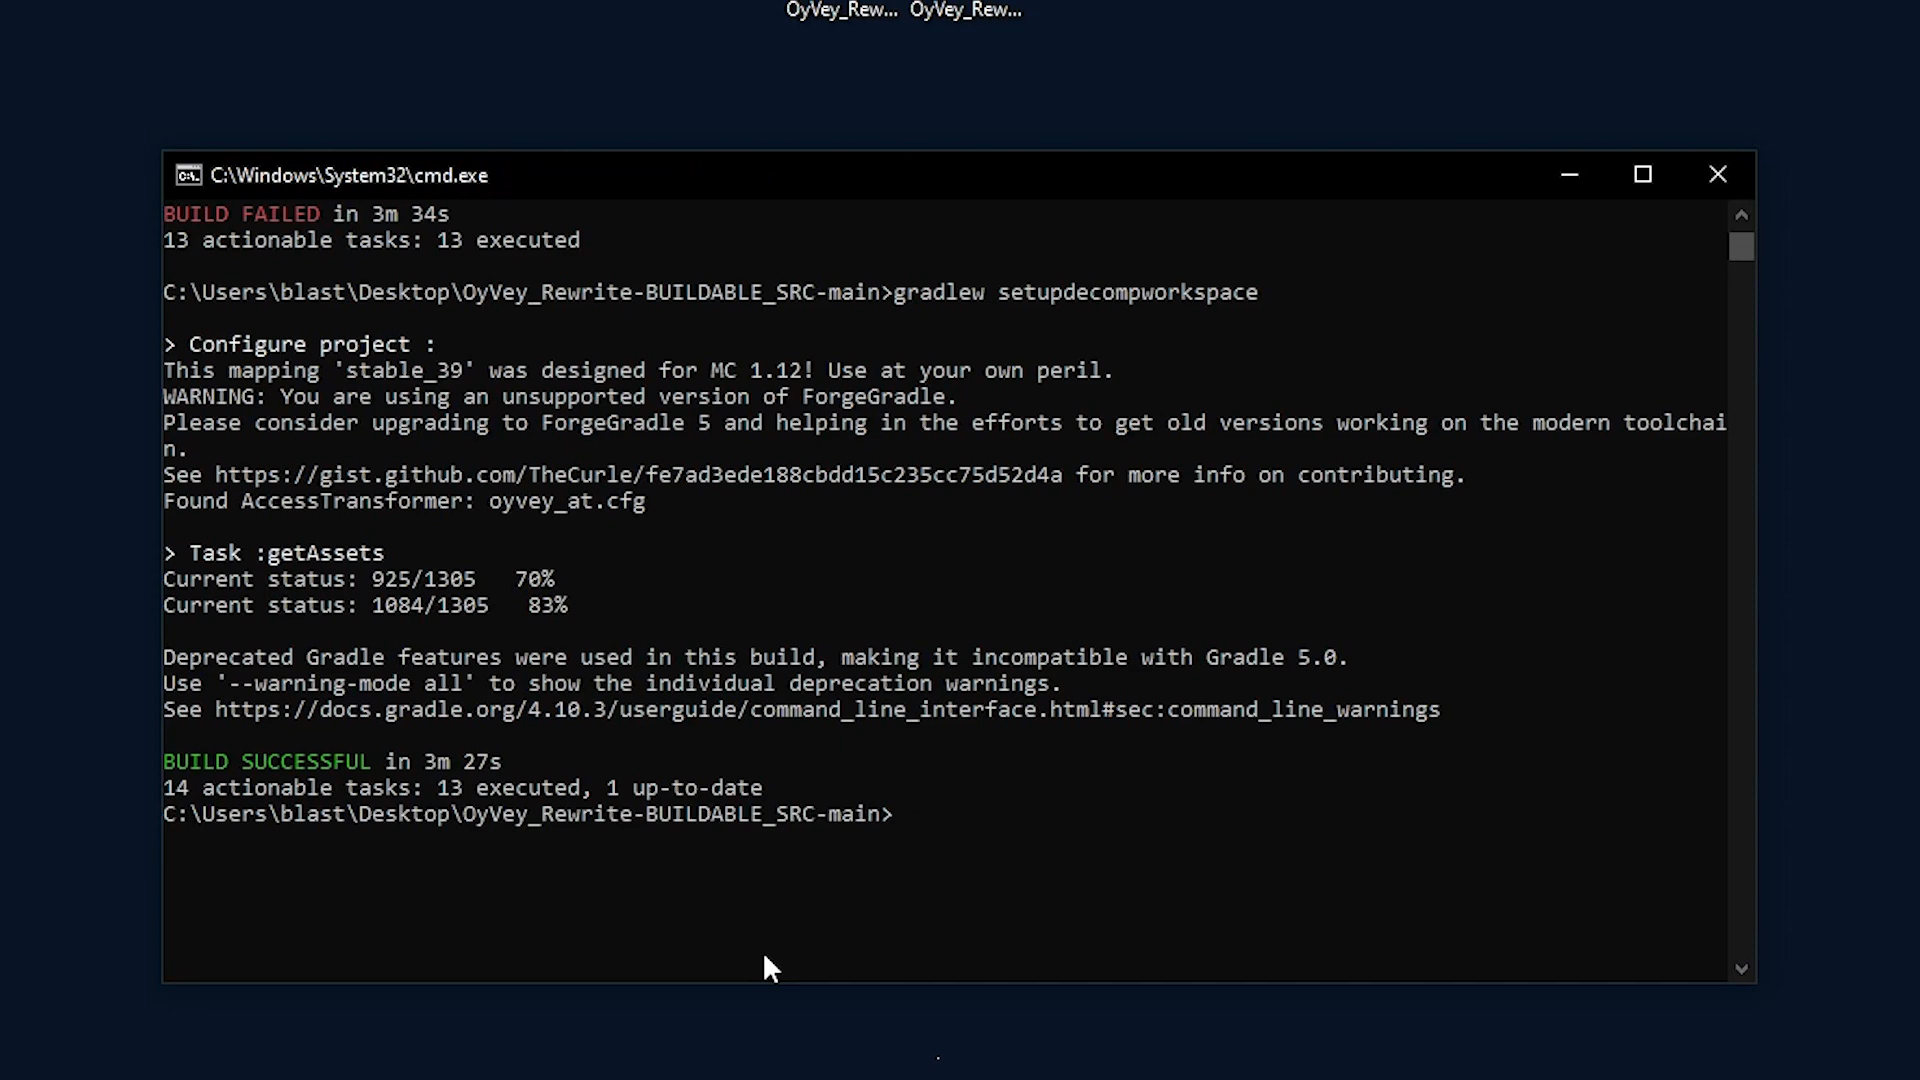 OyVey_Rew... OyVey_Rew...
C:\Windows\System32\cmd.exe
BUILD FAILED in 3m 34s
13 actionable tasks: 13 executed
C:\Users\blast\Desktop\OyVey_Rewrite-BUILDABLE_SRC-main>gradlew setupdecompworkspace
> Configure project :
This mapping 'stable_39' was designed for MC 1.12! Use at your own peril.
WARNING: You are using an unsupported version of ForgeGradle.
Please consider upgrading to ForgeGradle 5 and helping in the efforts to get old versions working on the modern toolchai
n.
See https://gist.github.com/TheCurle/fe7ad3ede188cbdd15c235cc75d52d4a for more info on contributing.
Found AccessTransformer: oyvey_at.cfg
> Task :getAssets
Current status: 925/1305   70%
Current status: 1084/1305   83%
Deprecated Gradle features were used in this build, making it incompatible with Gradle 5.0.
Use '--warning-mode all' to show the individual deprecation warnings.
See https://docs.gradle.org/4.10.3/userguide/command_line_interface.html#sec:command_line_warnings
BUILD SUCCESSFUL in 3m 27s
14 actionable tasks: 13 executed, 1 up-to-date
C:\Users\blast\Desktop\OyVey_Rewrite-BUILDABLE_SRC-main>